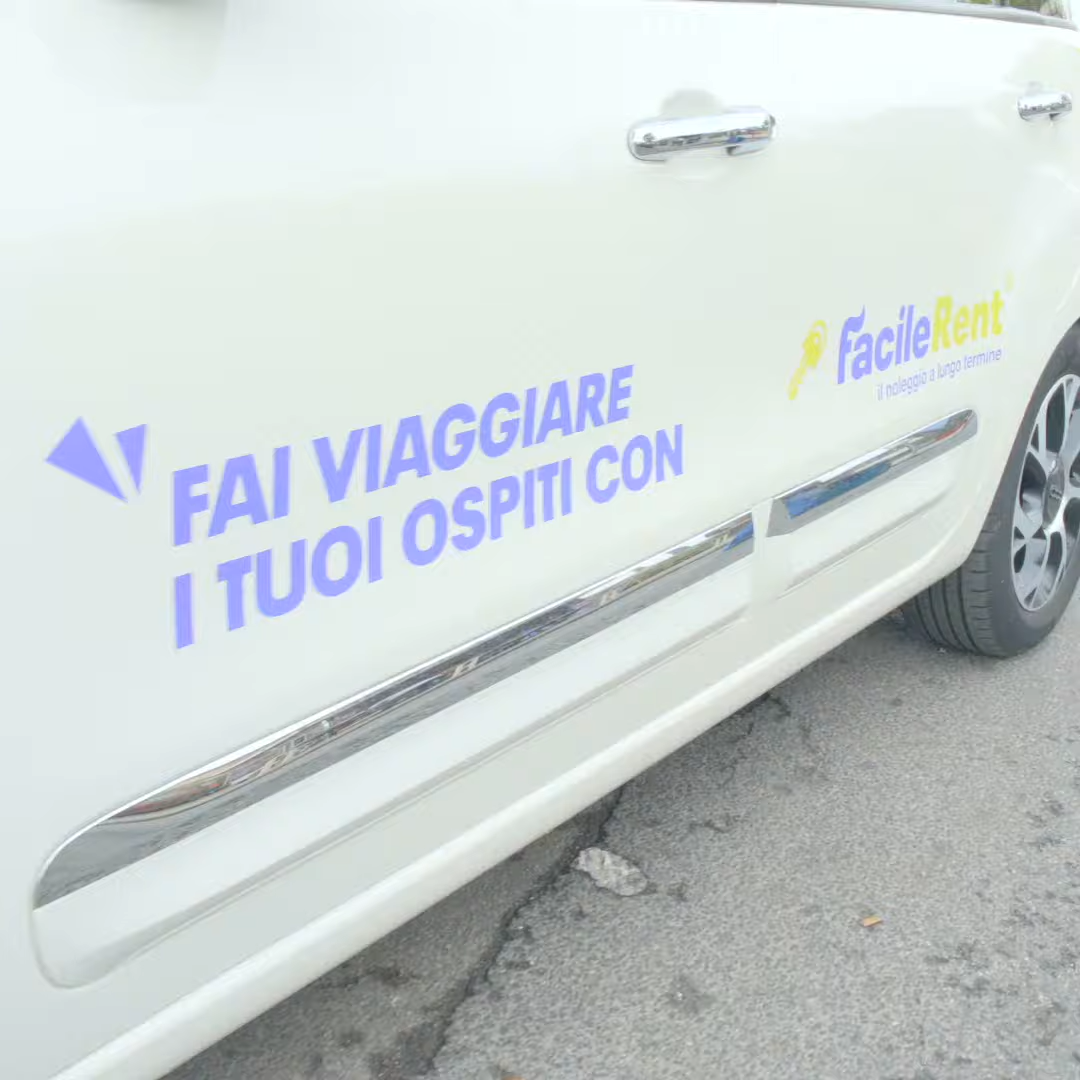 FAI VIAGGIARE
I TUOI OSPITI CON
FacileRent
il noleggio a lungo termine